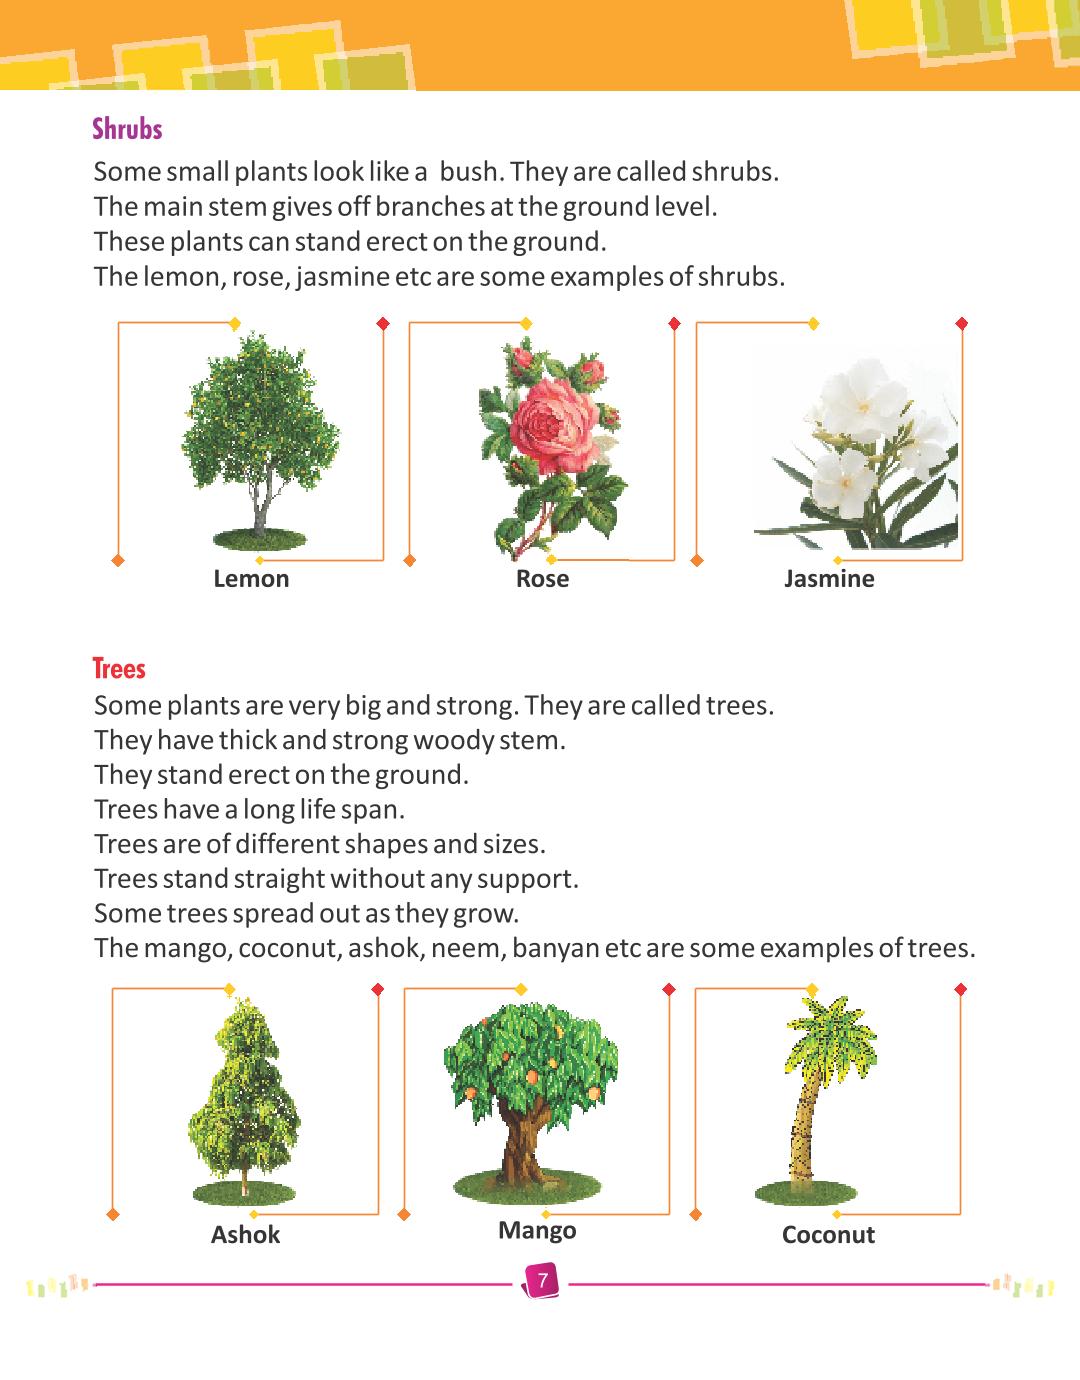 Shrubs
Some small plants look like a bush. They are called shrubs.
The main stem gives off branches at the ground level.
These plants can stand erect on the ground.
The lemon, rose, jasmine etc are some examples of shrubs.
Lemon
Rose
Jasmine
Trees
Some plants are very big and strong. They are called trees.
They have thick and strong woody stem.
They stand erect on the ground.
Trees have a long life span.
Trees are of different shapes and sizes.
Trees stand straight without any support.
Some trees spread out as they grow.
The mango, coconut, ashok, neem, banyan etc are some examples of trees.
Ashok
Mango
Coconut
7